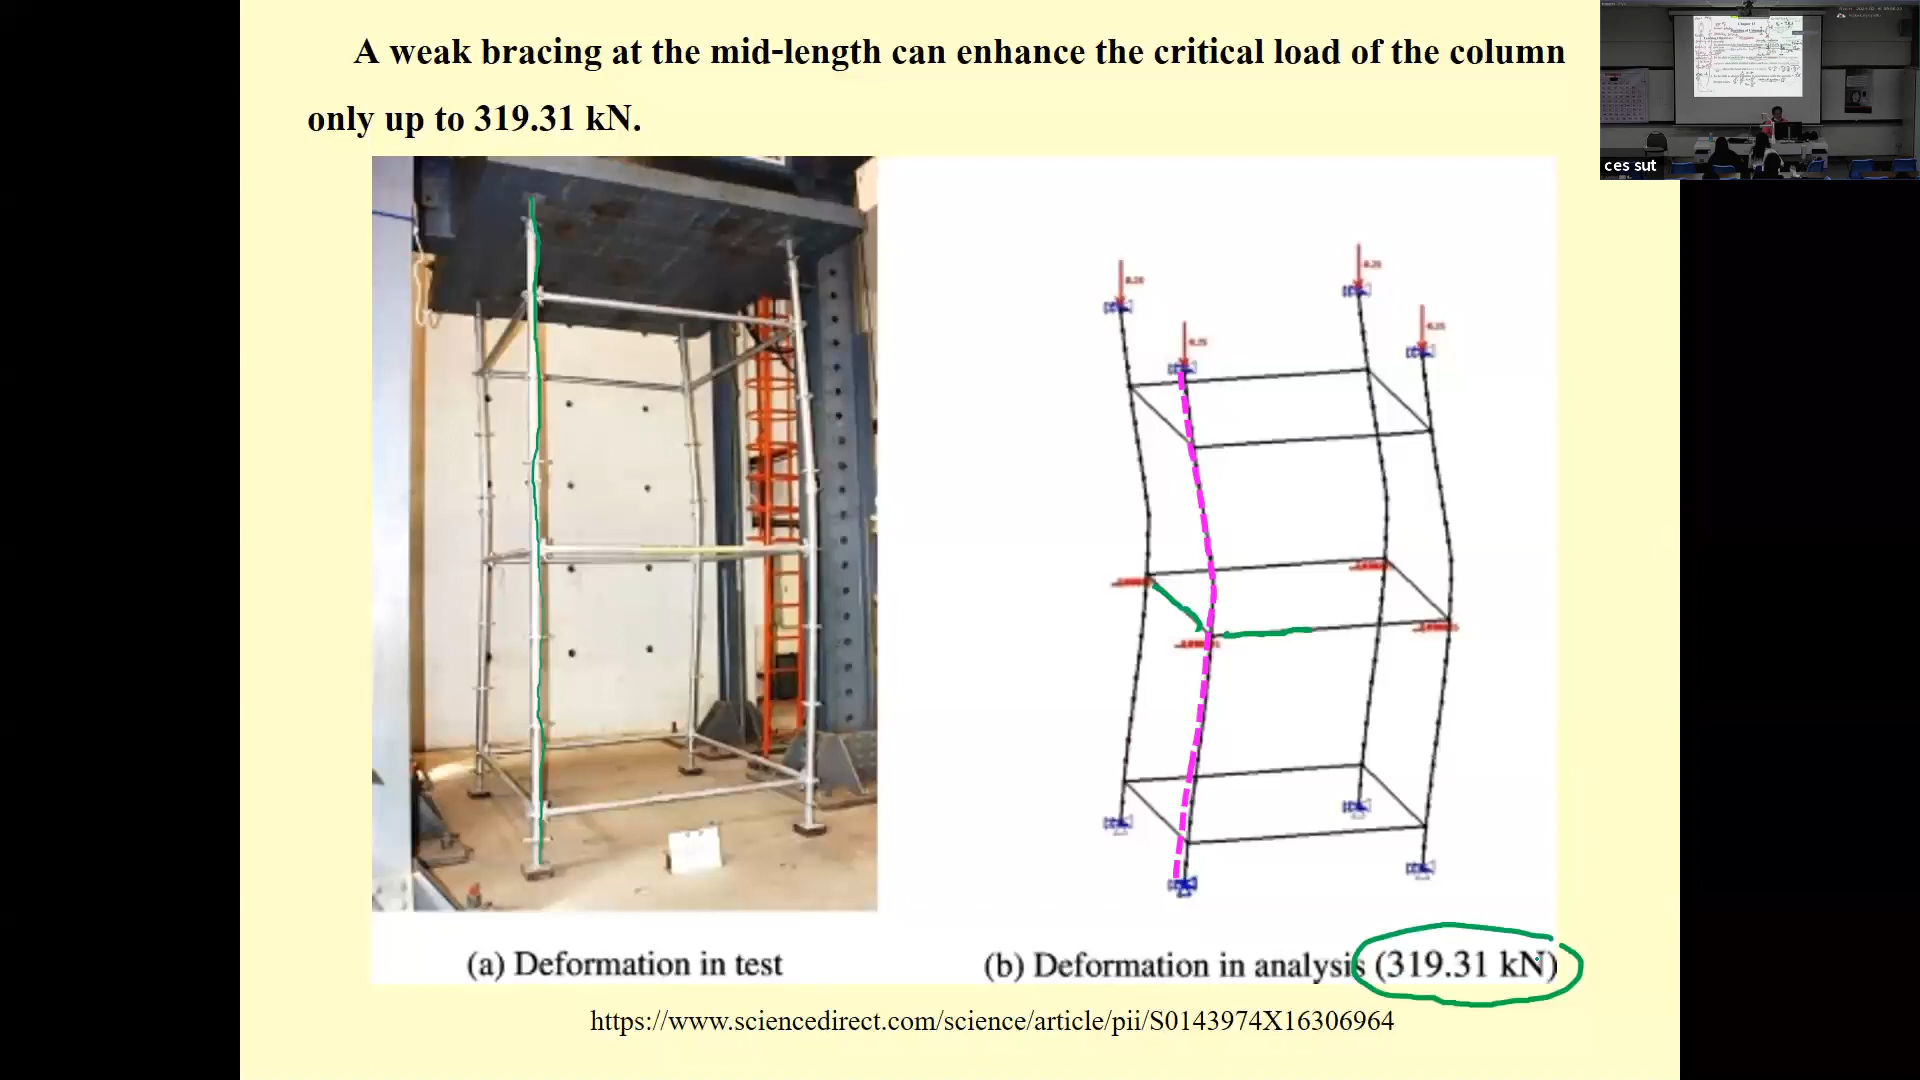 A weak bracing at the mid-length can enhance the critical load of the column
only up to 319.31 kN.
ces sut
(a) Deformation in test
(b) Deformation in analysis (319.31 kN)
https://www.sciencedirect.com/science/article/pii/S0143974X16306964